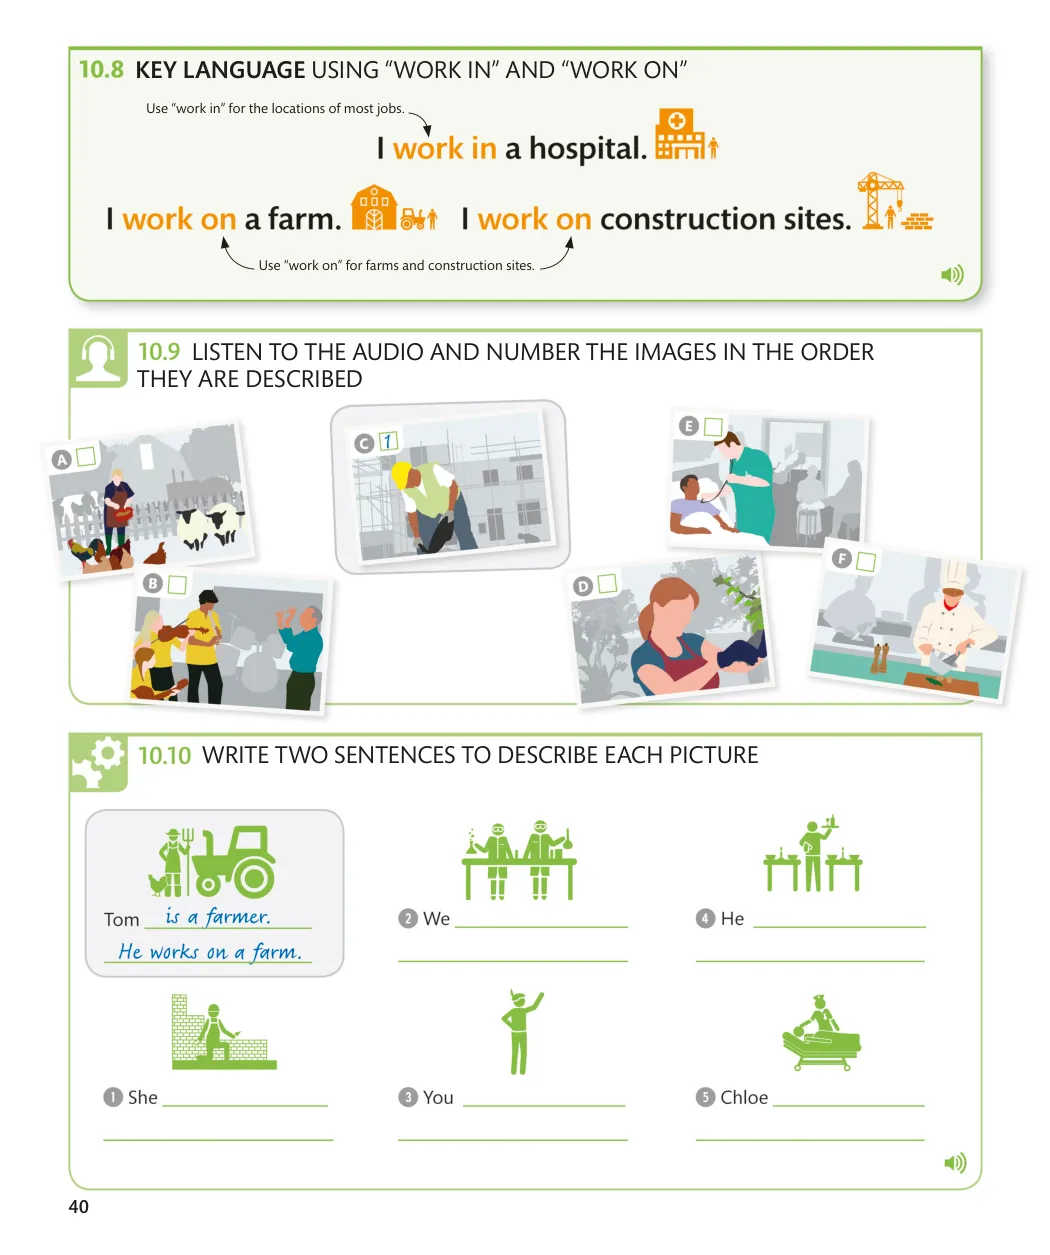 10.8 KEY LANGUAGE USING “WORK IN” AND “WORK ON”
Use “work in” for the locations of most jobs.
I work in a hospital.
I work on a farm.
I work on construction sites.
Use “work on” for farms and construction sites.
10.9 LISTEN TO THE AUDIO AND NUMBER THE IMAGES IN THE ORDER
THEY ARE DESCRIBED
A
C 1
E
B
D
F
10.10 WRITE TWO SENTENCES TO DESCRIBE EACH PICTURE
Tom is a farmer.
He works on a farm.
2 We
4 He
1 She
3 You
5 Chloe
40